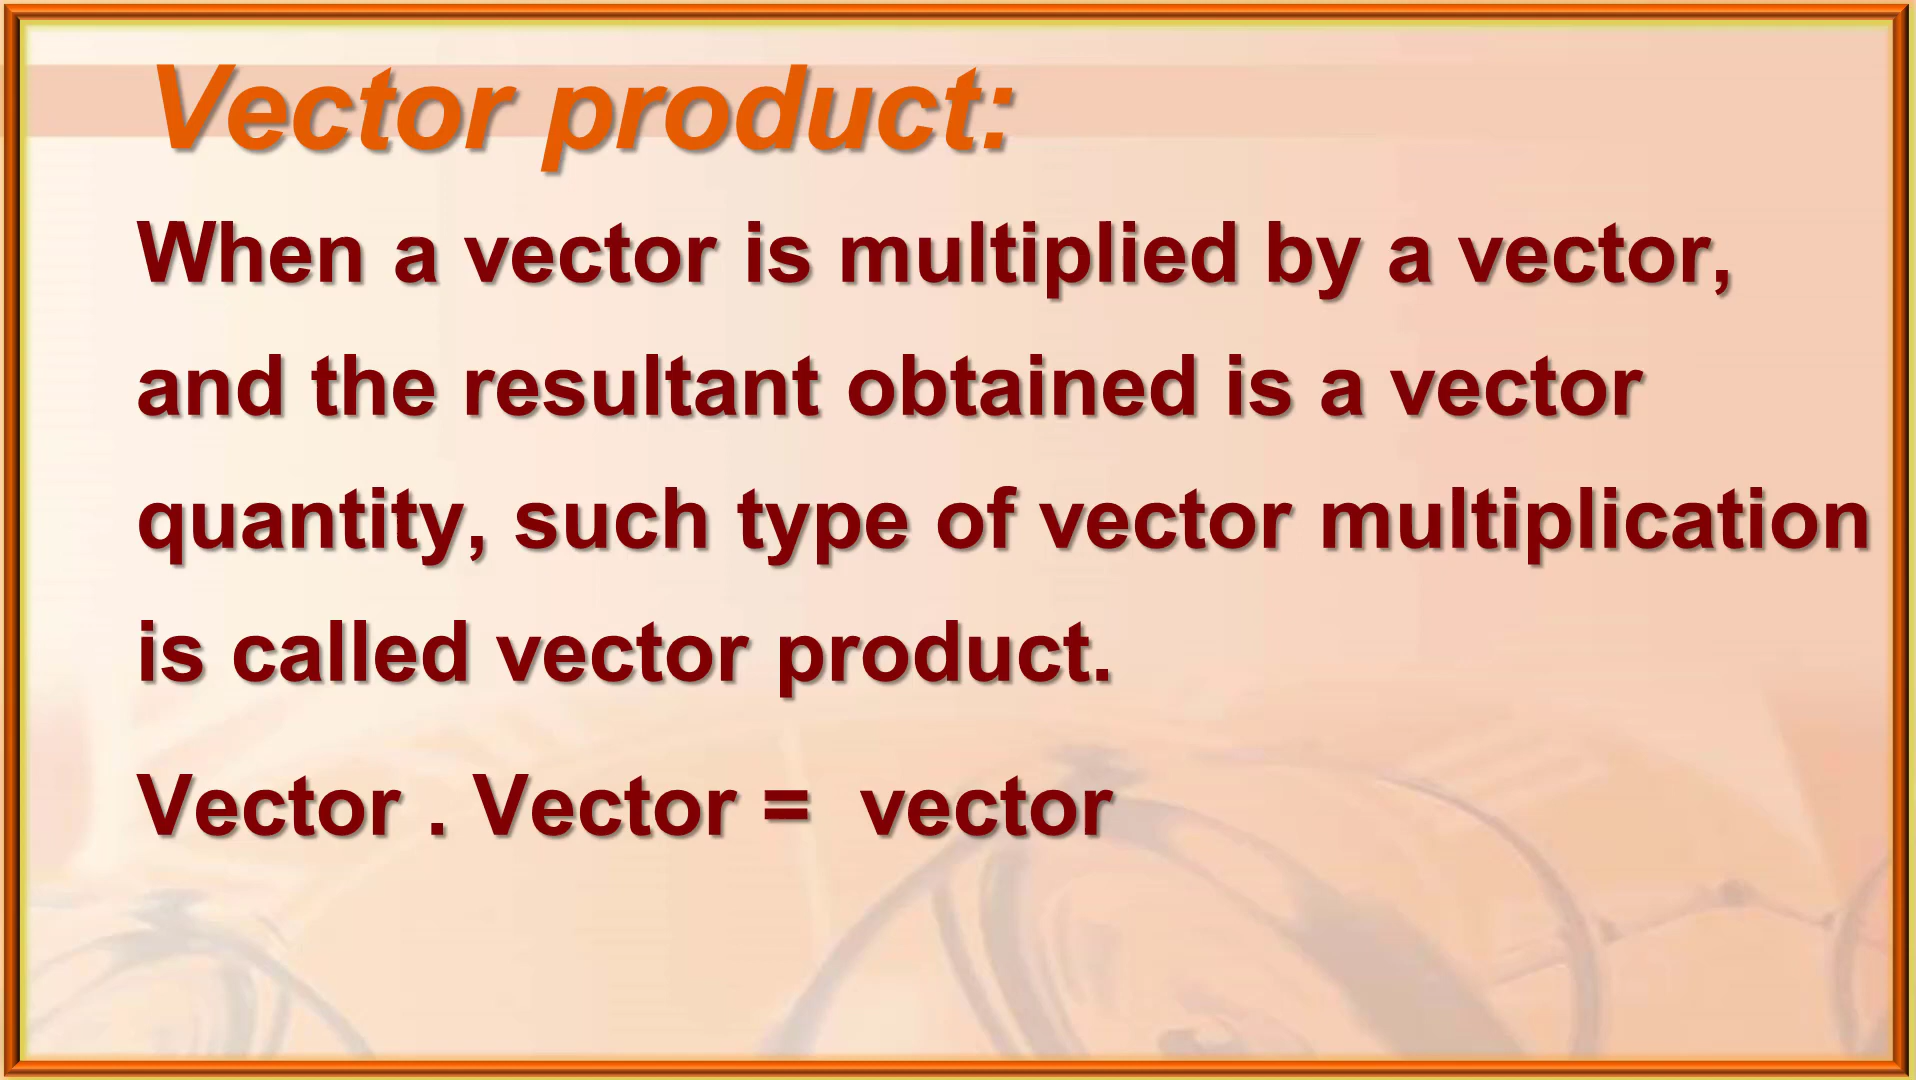 Vector product:
When a vector is multiplied by a vector,
and the resultant obtained is a vector
quantity, such type of vector multiplication
is called vector product.
Vector . Vector =  vector